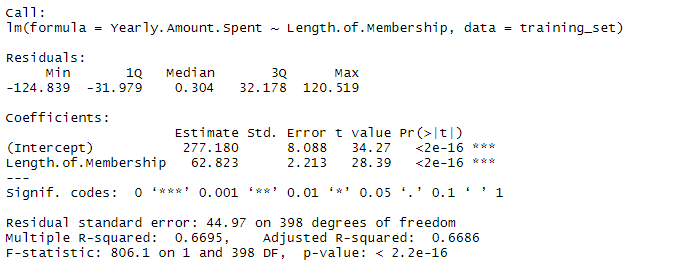 Call:
lm(formula = Yearly.Amount.Spent ~ Length.of.Membership, data = training_set)
Residuals:
Min 1Q Median 3Q Max
-124.839 -31.979 0.304 32.178 120.519
Coefficients:
Estimate Std. Error t value Pr(>|t|)
(Intercept) 277.180 8.088 34.27 <2e-16 ***
Length.of.Membership 62.823 2.213 28.39 <2e-16 ***
---
Signif. codes: 0 ‘***’ 0.001 ‘**’ 0.01 ‘*’ 0.05 ‘.’ 0.1 ‘ ’ 1
Residual standard error: 44.97 on 398 degrees of freedom
Multiple R-squared: 0.6695, Adjusted R-squared: 0.6686
F-statistic: 806.1 on 1 and 398 DF, p-value: < 2.2e-16